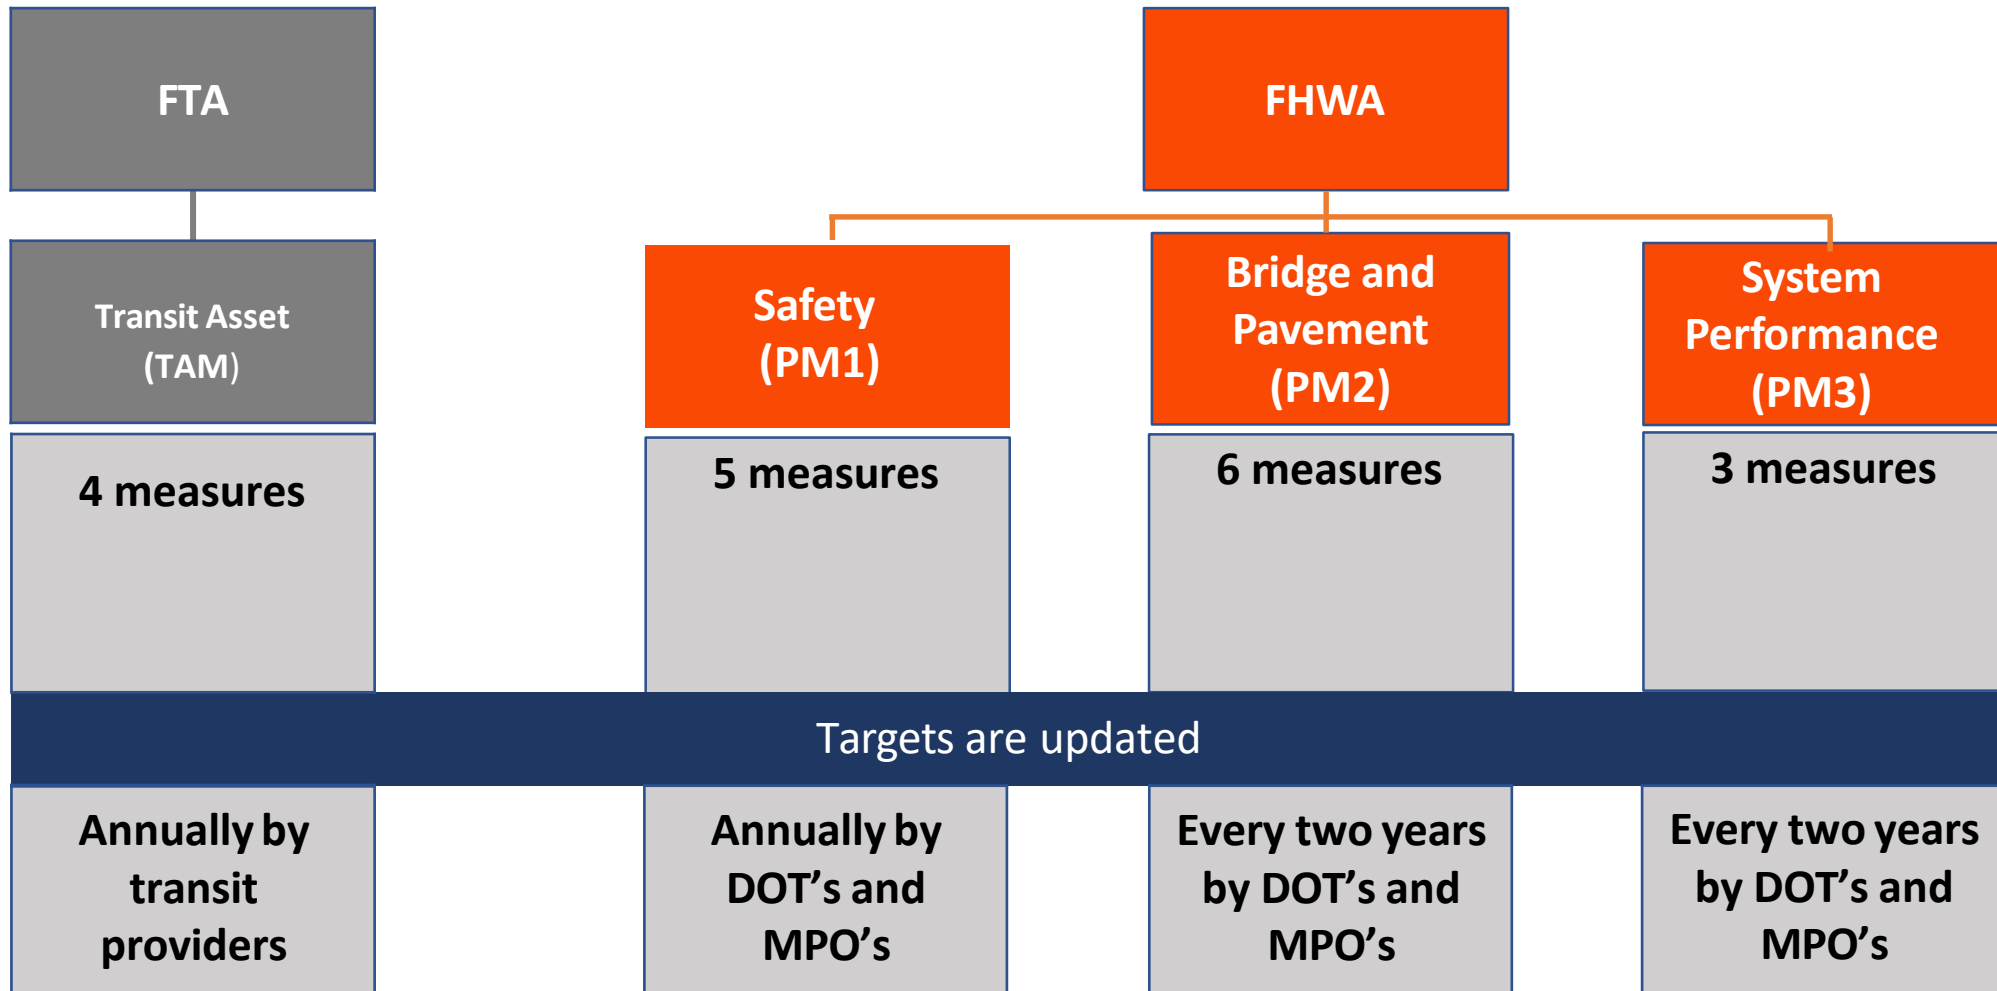 FTA
FHWA
Transit Asset
(TAM)
Safety
(PM1)
Bridge and
Pavement
(PM2)
System
Performance
(PM3)
4 measures
5 measures
6 measures
3 measures
Targets are updated
Annually by
transit
providers
Annually by
DOT’s and
MPO’s
Every two years
by DOT’s and
MPO’s
Every two years
by DOT’s and
MPO’s